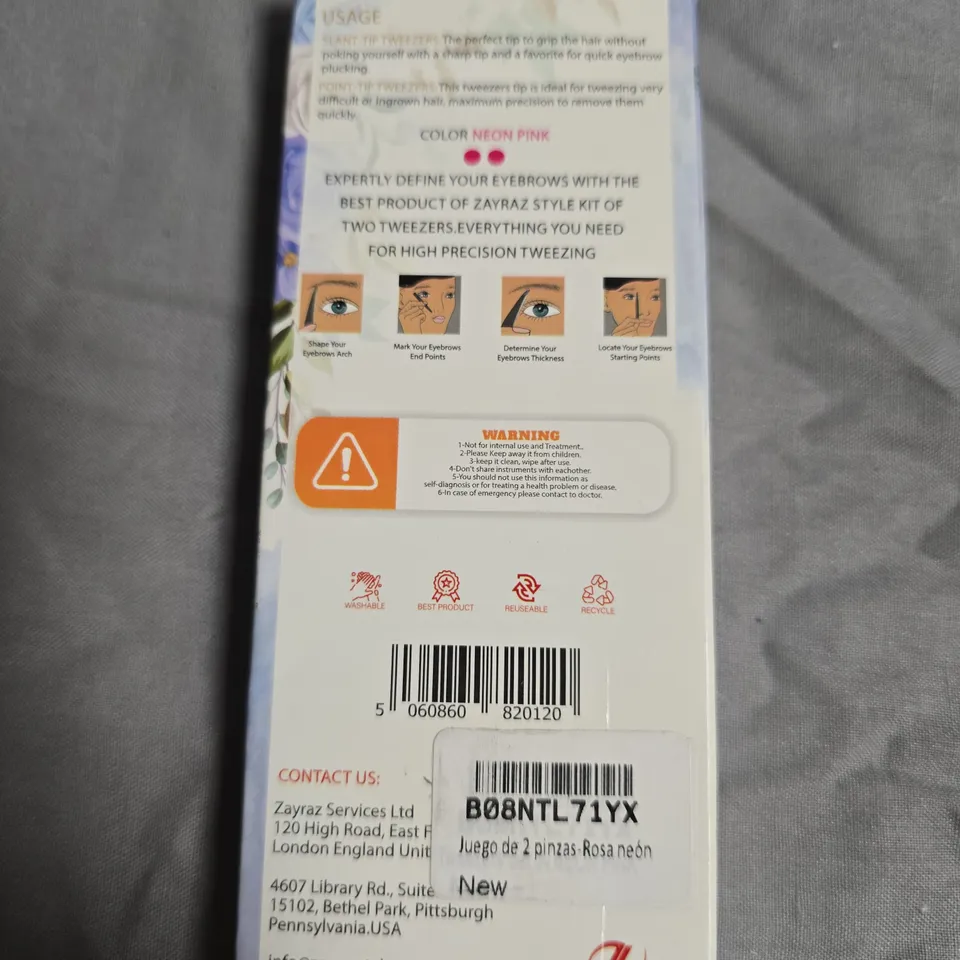 USAGE
SLANT-TIP TWEEZERS The perfect tip to grip the hair without
poking yourself with a sharp tip and a favorite for quick eyebrow
plucking.
POINT-TIP TWEEZERS This tweezers tip is ideal for tweezing very
difficult or ingrown hair, maximum precision to remove them
quickly.
COLOR NEON PINK
EXPERTLY DEFINE YOUR EYEBROWS WITH THE
BEST PRODUCT OF ZAYRAZ STYLE KIT OF
TWO TWEEZERS.EVERYTHING YOU NEED
FOR HIGH PRECISION TWEEZING
Shape Your
Eyebrows Arch
Mark Your Eyebrows
End Points
Determine Your
Eyebrows Thickness
Locate Your Eyebrows
Starting Points
WARNING
1-Not for internal use and Treatment..
2-Please Keep away it from children.
3-keep it clean, wipe after use.
4-Don't share instruments with eachother.
5-You should not use this information as
self-diagnosis or for treating a health problem or disease,
6-In case of emergency please contact to doctor.
WASHABLE
BEST PRODUCT
REUSEABLE
RECYCLE
5 060860 820120
CONTACT US:
Zayraz Services Ltd
120 High Road, East F
London England Unit
4607 Library Rd., Suite
15102, Bethel Park, Pittsburgh
Pennsylvania.USA
B08NTL71YX
Juego de 2 pinzas-Rosa neón
New